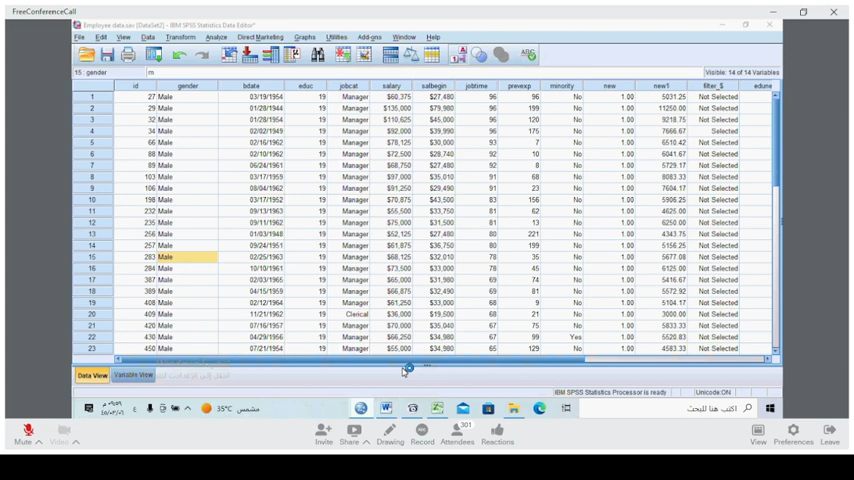 FreeConferenceCall
Employee data.sav [DataSet2] - IBM SPSS Statistics Data Editor*
File Edit View Data Transform Analyze Direct Marketing Graphs Utilities Add-ons Window Help
15 : gender m Visible: 14 of 14 Variables
id gender bdate educ jobcat salary salbegin jobtime prevexp minority new new1 filter_$ edune
1 27 Male 03/19/1954 19 Manager $60,375 $27,480 96 96 No 1.00 5031.25 Not Selected
2 29 Male 01/28/1944 19 Manager $135,000 $79,980 96 199 No 1.00 11250.00 Not Selected
3 32 Male 01/28/1954 19 Manager $110,625 $45,000 96 120 No 1.00 9218.75 Not Selected
4 34 Male 02/02/1949 19 Manager $92,000 $39,990 96 175 No 1.00 7666.67 Selected
5 66 Male 02/16/1962 19 Manager $78,125 $30,000 93 7 No 1.00 6510.42 Not Selected
6 88 Male 02/10/1962 19 Manager $72,500 $28,740 92 10 No 1.00 6041.67 Not Selected
7 89 Male 06/24/1961 19 Manager $68,750 $27,480 92 8 No 1.00 5729.17 Not Selected
8 103 Male 03/17/1959 19 Manager $97,000 $35,010 91 68 No 1.00 8083.33 Not Selected
9 106 Male 08/04/1962 19 Manager $91,250 $29,490 91 23 No 1.00 7604.17 Not Selected
10 198 Male 03/17/1952 19 Manager $70,875 $43,500 83 156 No 1.00 5906.25 Not Selected
11 232 Male 09/13/1963 19 Manager $55,500 $33,750 81 62 No 1.00 4625.00 Not Selected
12 235 Male 09/11/1962 19 Manager $75,000 $31,500 81 13 No 1.00 6250.00 Not Selected
13 256 Male 01/03/1948 19 Manager $52,125 $27,480 80 221 No 1.00 4343.75 Not Selected
14 257 Male 09/24/1951 19 Manager $61,875 $36,750 80 199 No 1.00 5156.25 Not Selected
15 283 Male 02/25/1963 19 Manager $68,125 $32,010 78 35 No 1.00 5677.08 Not Selected
16 284 Male 10/10/1961 19 Manager $73,500 $33,000 78 45 No 1.00 6125.00 Not Selected
17 387 Male 02/03/1965 19 Manager $65,000 $31,980 69 74 No 1.00 5416.67 Not Selected
18 389 Male 04/15/1959 19 Manager $66,875 $32,490 69 81 No 1.00 5572.92 Not Selected
19 408 Male 02/12/1964 19 Manager $61,250 $33,000 68 9 No 1.00 5104.17 Not Selected
20 409 Male 11/21/1962 19 Clerical $36,000 $19,500 68 21 No 1.00 3000.00 Not Selected
21 420 Male 07/16/1957 19 Manager $70,000 $35,040 67 75 No 1.00 5833.33 Not Selected
22 430 Male 04/29/1956 19 Manager $66,250 $34,980 67 99 Yes 1.00 5520.83 Not Selected
23 450 Male 07/21/1954 19 Manager $55,000 $34,980 65 129 No 1.00 4583.33 Not Selected
Data View Variable View
IBM SPSS Statistics Processor is ready Unicode:ON
ع 35°C مشمس اكتب هنا للبحث
301
Mute Video Invite Share Drawing Record Attendees Reactions View Preferences Leave